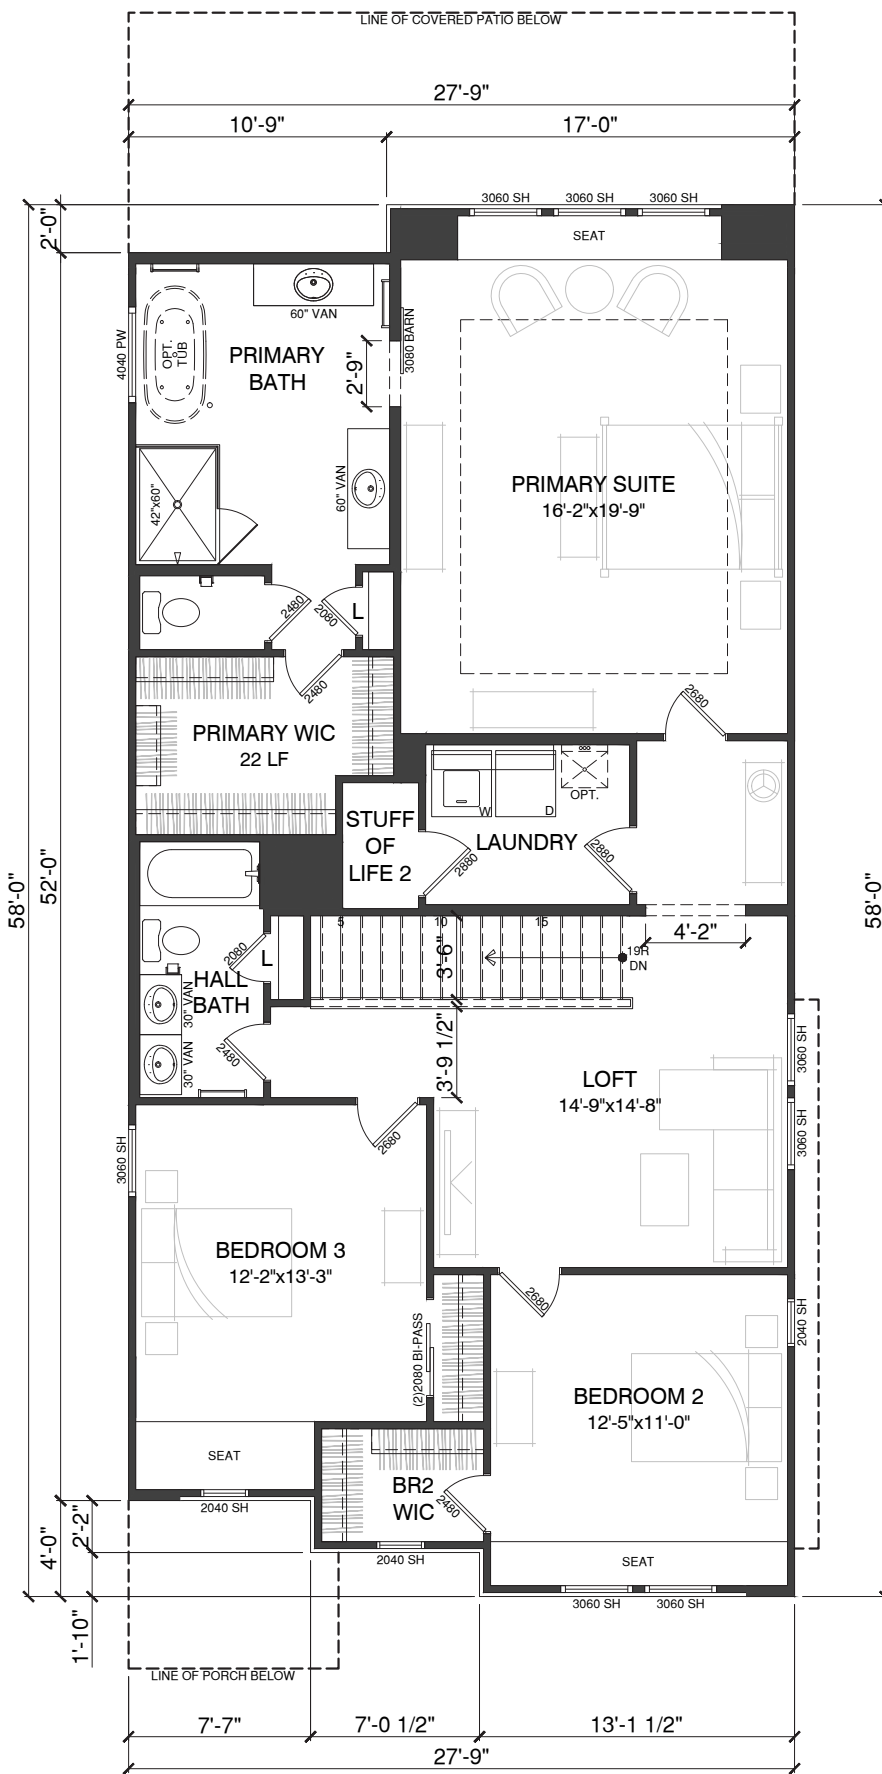 LINE OF COVERED PATIO BELOW
27'-9"
10'-9"
17'-0"
2'-0"
3060 SH
3060 SH
3060 SH
SEAT
60" VAN
4040 PW
OPT.
TUB
PRIMARY
BATH
2'-9"
3080 BARN
PRIMARY SUITE
16'-2"x19'-9"
60" VAN
42"x60"
2480
2080
L
2480
2680
PRIMARY WIC
22 LF
W
D
OPT.
STUFF
OF
LIFE 2
LAUNDRY
2880
2880
58'-0"
52'-0"
58'-0"
5
10
15
4'-2"
3'-6"
19R
DN
2080
L
HALL
BATH
30" VAN
30" VAN
2480
3'-9 1/2"
LOFT
14'-9"x14'-8"
3060 SH
3060 SH
2680
3060 SH
BEDROOM 3
12'-2"x13'-3"
2680
2040 SH
(2)2080 BI-PASS
BEDROOM 2
12'-5"x11'-0"
SEAT
BR2
WIC
2480
2040 SH
2040 SH
SEAT
3060 SH
3060 SH
4'-0"
2'-2"
1'-10"
LINE OF PORCH BELOW
7'-7"
7'-0 1/2"
13'-1 1/2"
27'-9"